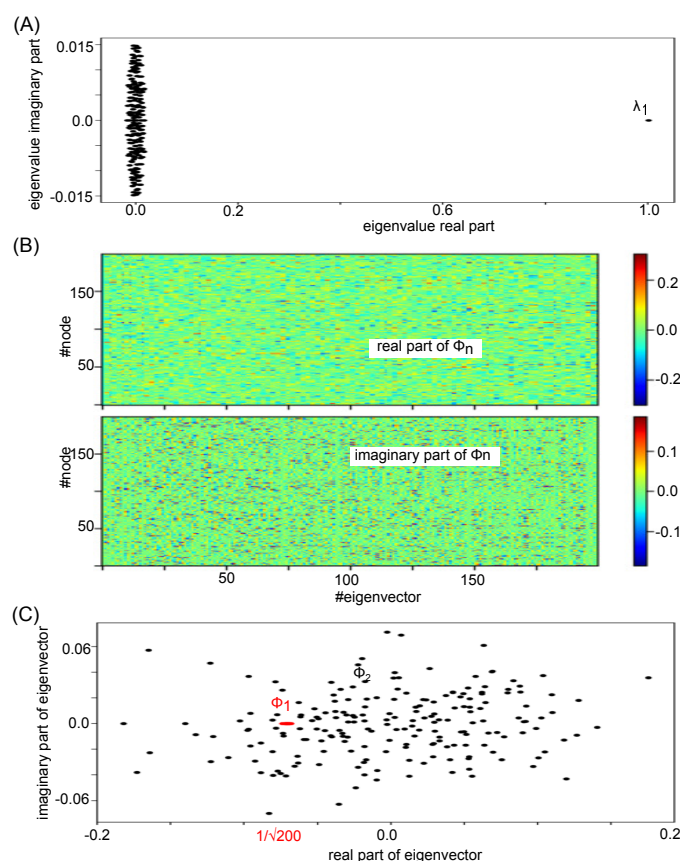 (A)
eigenvalue imaginary part
0.015
0.0
-0.015
λ1
0.0
0.2
0.6
1.0
eigenvalue real part
(B)
#node
150
50
real part of Φn
0.2
0.0
-0.2
#node
150
50
imaginary part of Φn
0.1
0.0
-0.1
50
100
150
#eigenvector
(C)
imaginary part of eigenvector
0.06
0.0
-0.06
Φ1
Φ2
-0.2
1/√200
0.0
0.2
real part of eigenvector